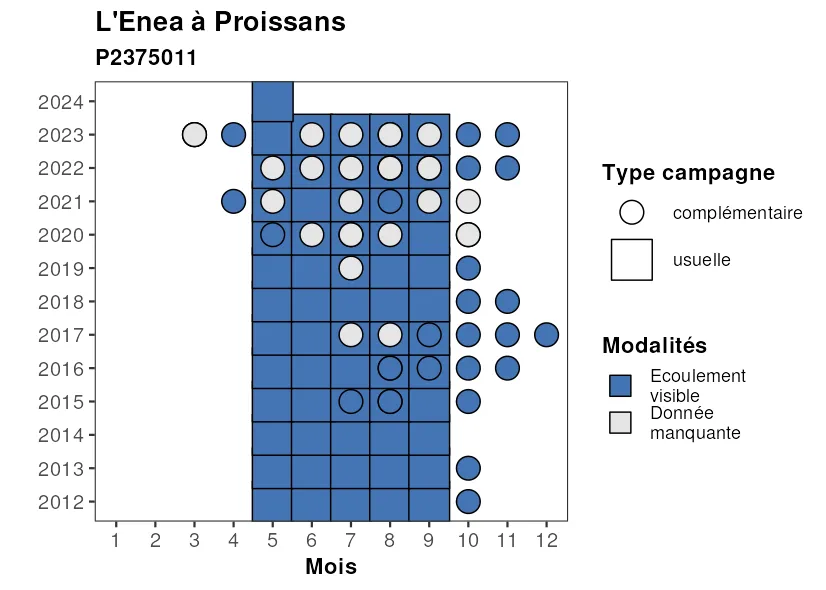 L'Enea à Proissans
P2375011
2024
2023
2022
2021
2020
2019
2018
2017
2016
2015
2014
2013
2012
1 2 3 4 5 6 7 8 9 10 11 12
Mois
Type campagne
complémentaire
usuelle
Modalités
Ecoulement
visible
Donnée
manquante